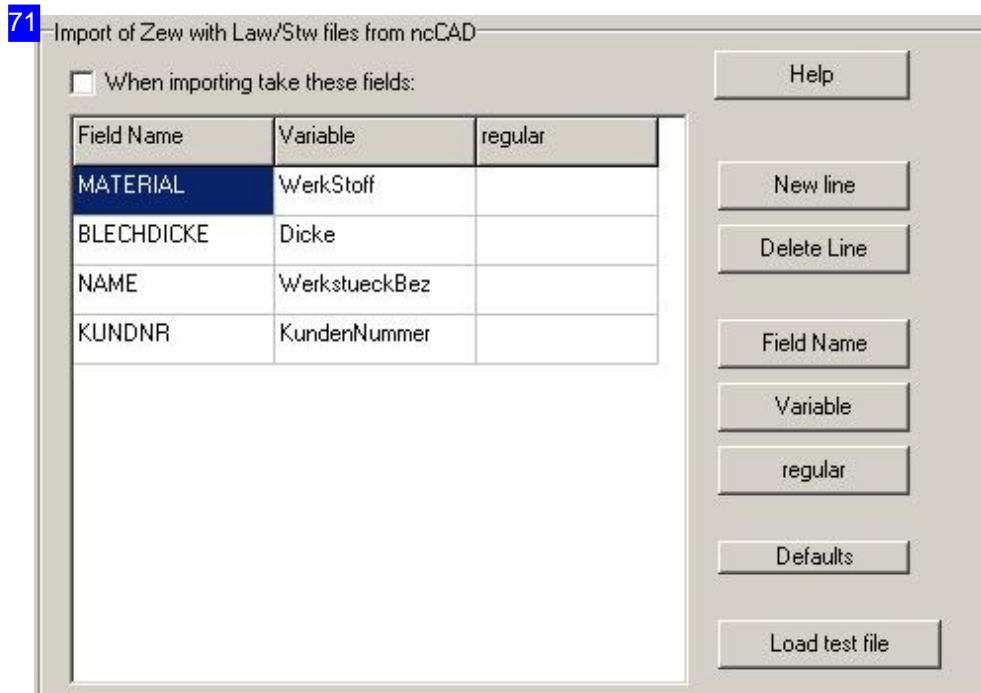 71
Import of Zew with Law/Stw files from ncCAD
When importing take these fields:
Help
Field Name Variable regular
MATERIAL WerkStoff
BLECHDICKE Dicke
NAME WerkstueckBez
KUNDNR KundenNummer
New line
Delete Line
Field Name
Variable
regular
Defaults
Load test file